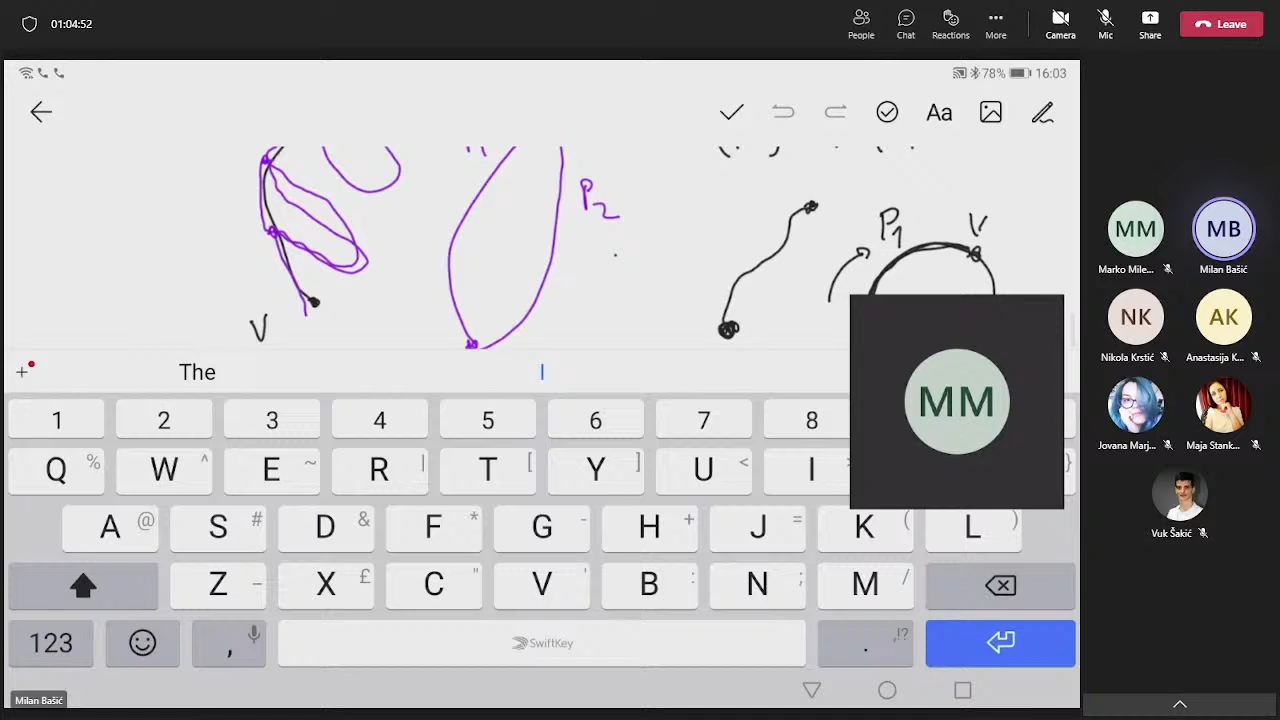 01:04:52
People
Chat
Reactions
More
Camera
Mic
Share
Leave
78%
16:03
Aa
P2
P1
V
V
The
I
1 2 3 4 5 6 7 8
Q % W ^ E ~ R | T [ Y ] U < I }
A @ S # D & F * G - H + J = K ( L )
Z _ X £ C " V ' B : N ; M /
123 , SwiftKey . ,!?
Milan Bašić
MM
MM
Marko Mile...
MB
Milan Bašić
NK
Nikola Krstić
AK
Anastasija K...
Jovana Marj...
Maja Stank...
Vuk Šakić